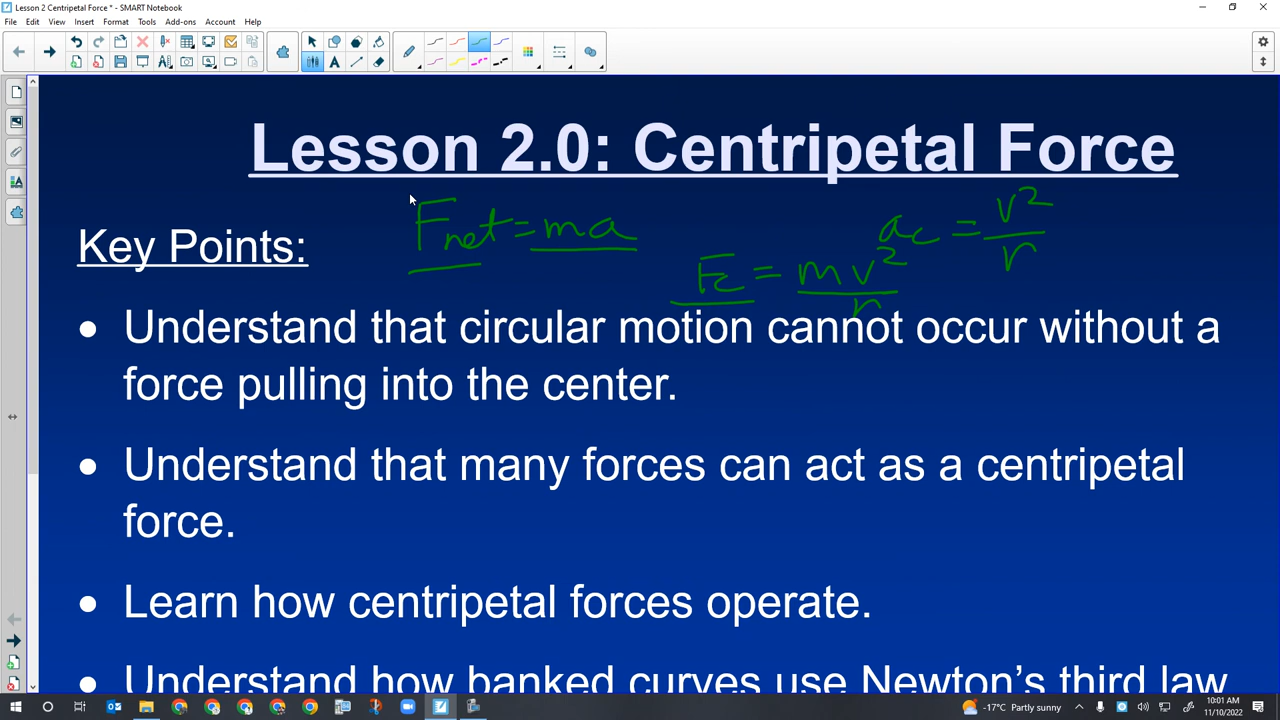 Lesson 2 Centripetal Force * - SMART Notebook
File Edit View Insert Format Tools Add-ons Account Help
Lesson 2.0: Centripetal Force
Fnet = ma
ac = v²/r
Key Points:
Fc = mv²/r
• Understand that circular motion cannot occur without a
force pulling into the center.
• Understand that many forces can act as a centripetal
force.
• Learn how centripetal forces operate.
• Understand how banked curves use Newton's third law
-17°C Partly sunny
10:01 AM
11/10/2022